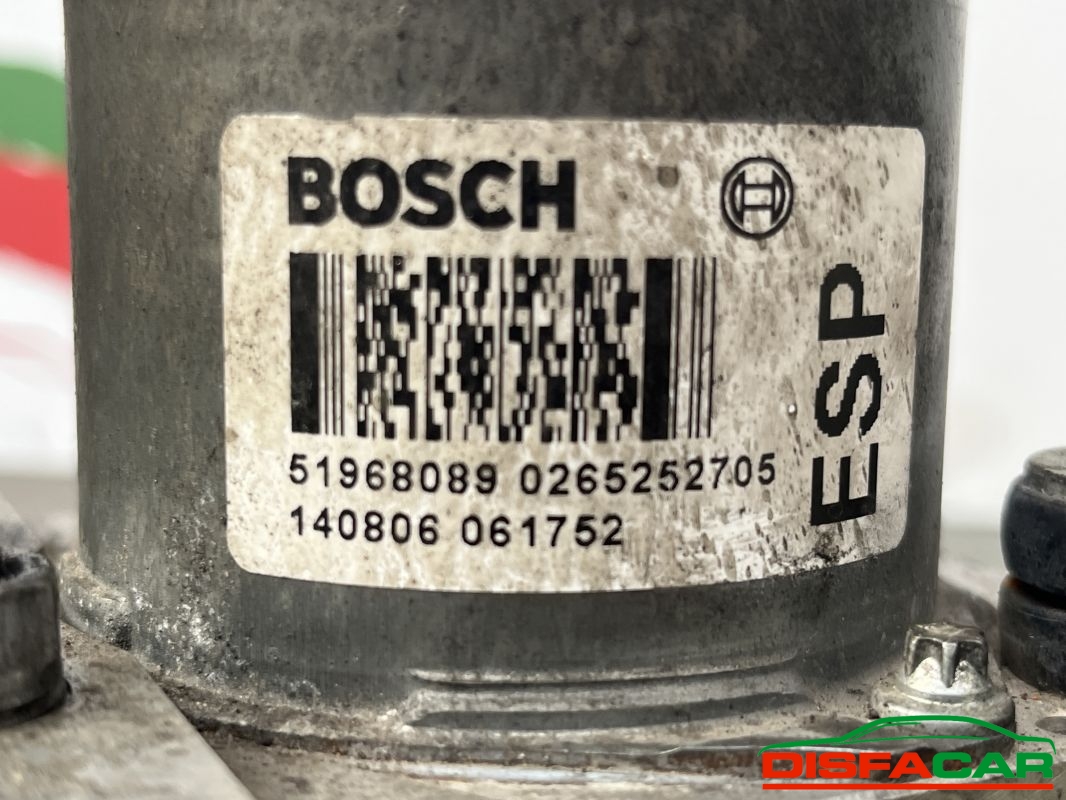 BOSCH
ESP
51968089 0265252705
140806 061752
DISFACAR